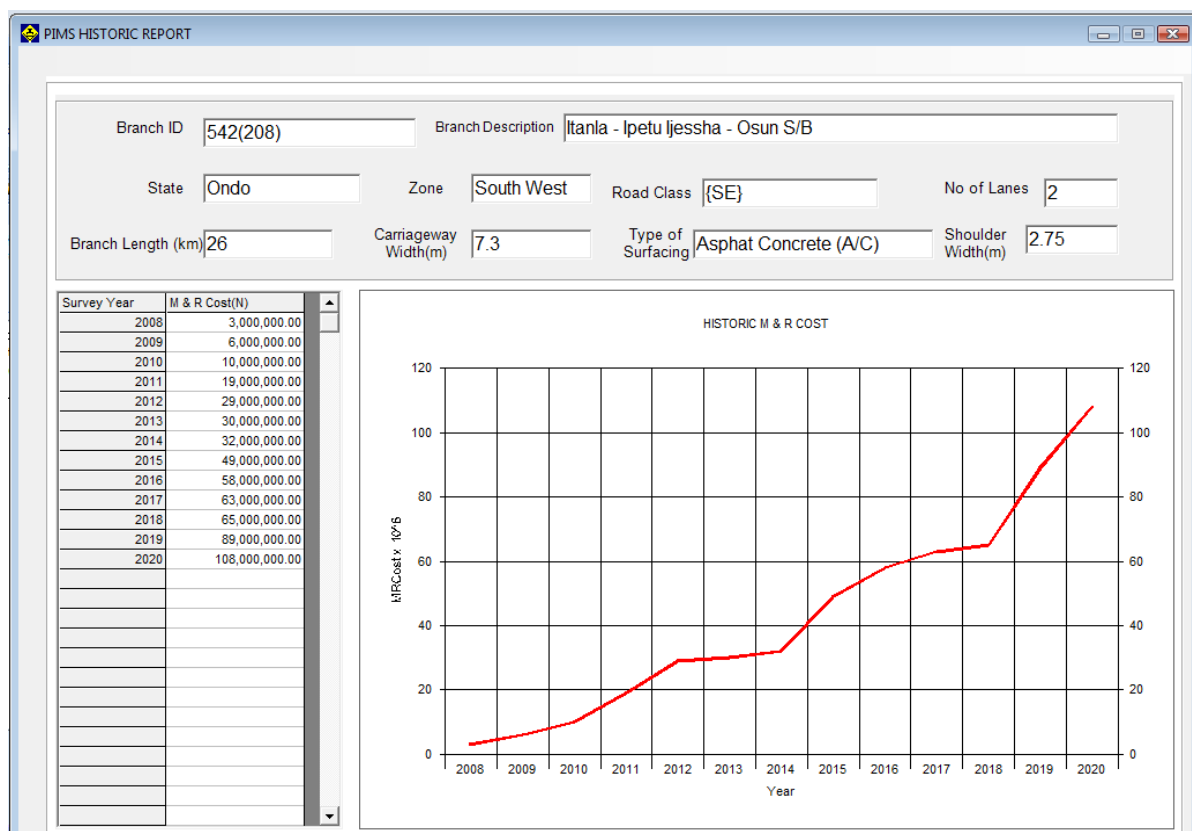 PIMS HISTORIC REPORT
Branch ID 542(208) Branch Description Itanla - Ipetu Ijessha - Osun S/B
State Ondo Zone South West Road Class {SE} No of Lanes 2
Branch Length (km) 26 Carriageway Width(m) 7.3 Type of Surfacing Asphat Concrete (A/C) Shoulder Width(m) 2.75
Survey Year M & R Cost(N)
2008 3,000,000.00
2009 6,000,000.00
2010 10,000,000.00
2011 19,000,000.00
2012 29,000,000.00
2013 30,000,000.00
2014 32,000,000.00
2015 49,000,000.00
2016 58,000,000.00
2017 63,000,000.00
2018 65,000,000.00
2019 89,000,000.00
2020 108,000,000.00
HISTORIC M & R COST
120 120
100 100
80 80
60 60
40 40
20 20
0 0
MRCost x 10^6
2008 2009 2010 2011 2012 2013 2014 2015 2016 2017 2018 2019 2020
Year